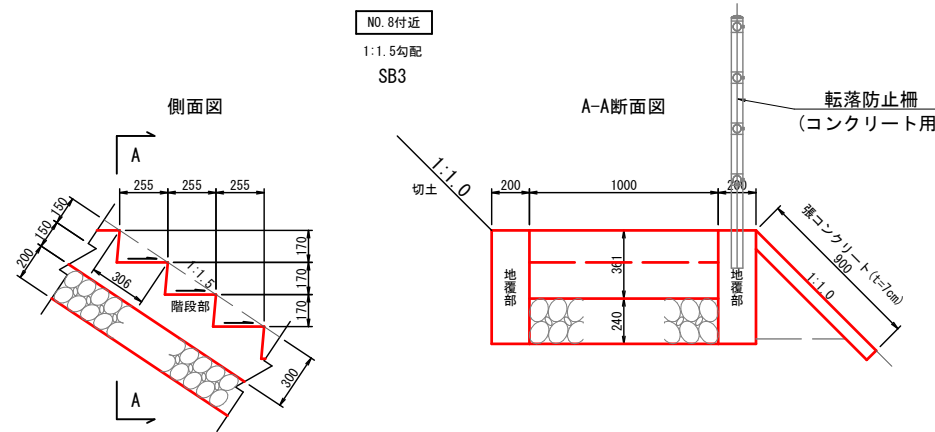 NO.8付近
1:1.5勾配
SB3
側面図
A-A断面図
転落防止柵
(コンクリート用
A
255
255
255
150
150
200
306
1:1.5
階段部
170
170
170
300
A
1:1.0
切土
200
1000
200
地覆部
361
240
地覆部
張コンクリート(t=7cm)
900
1:1.0